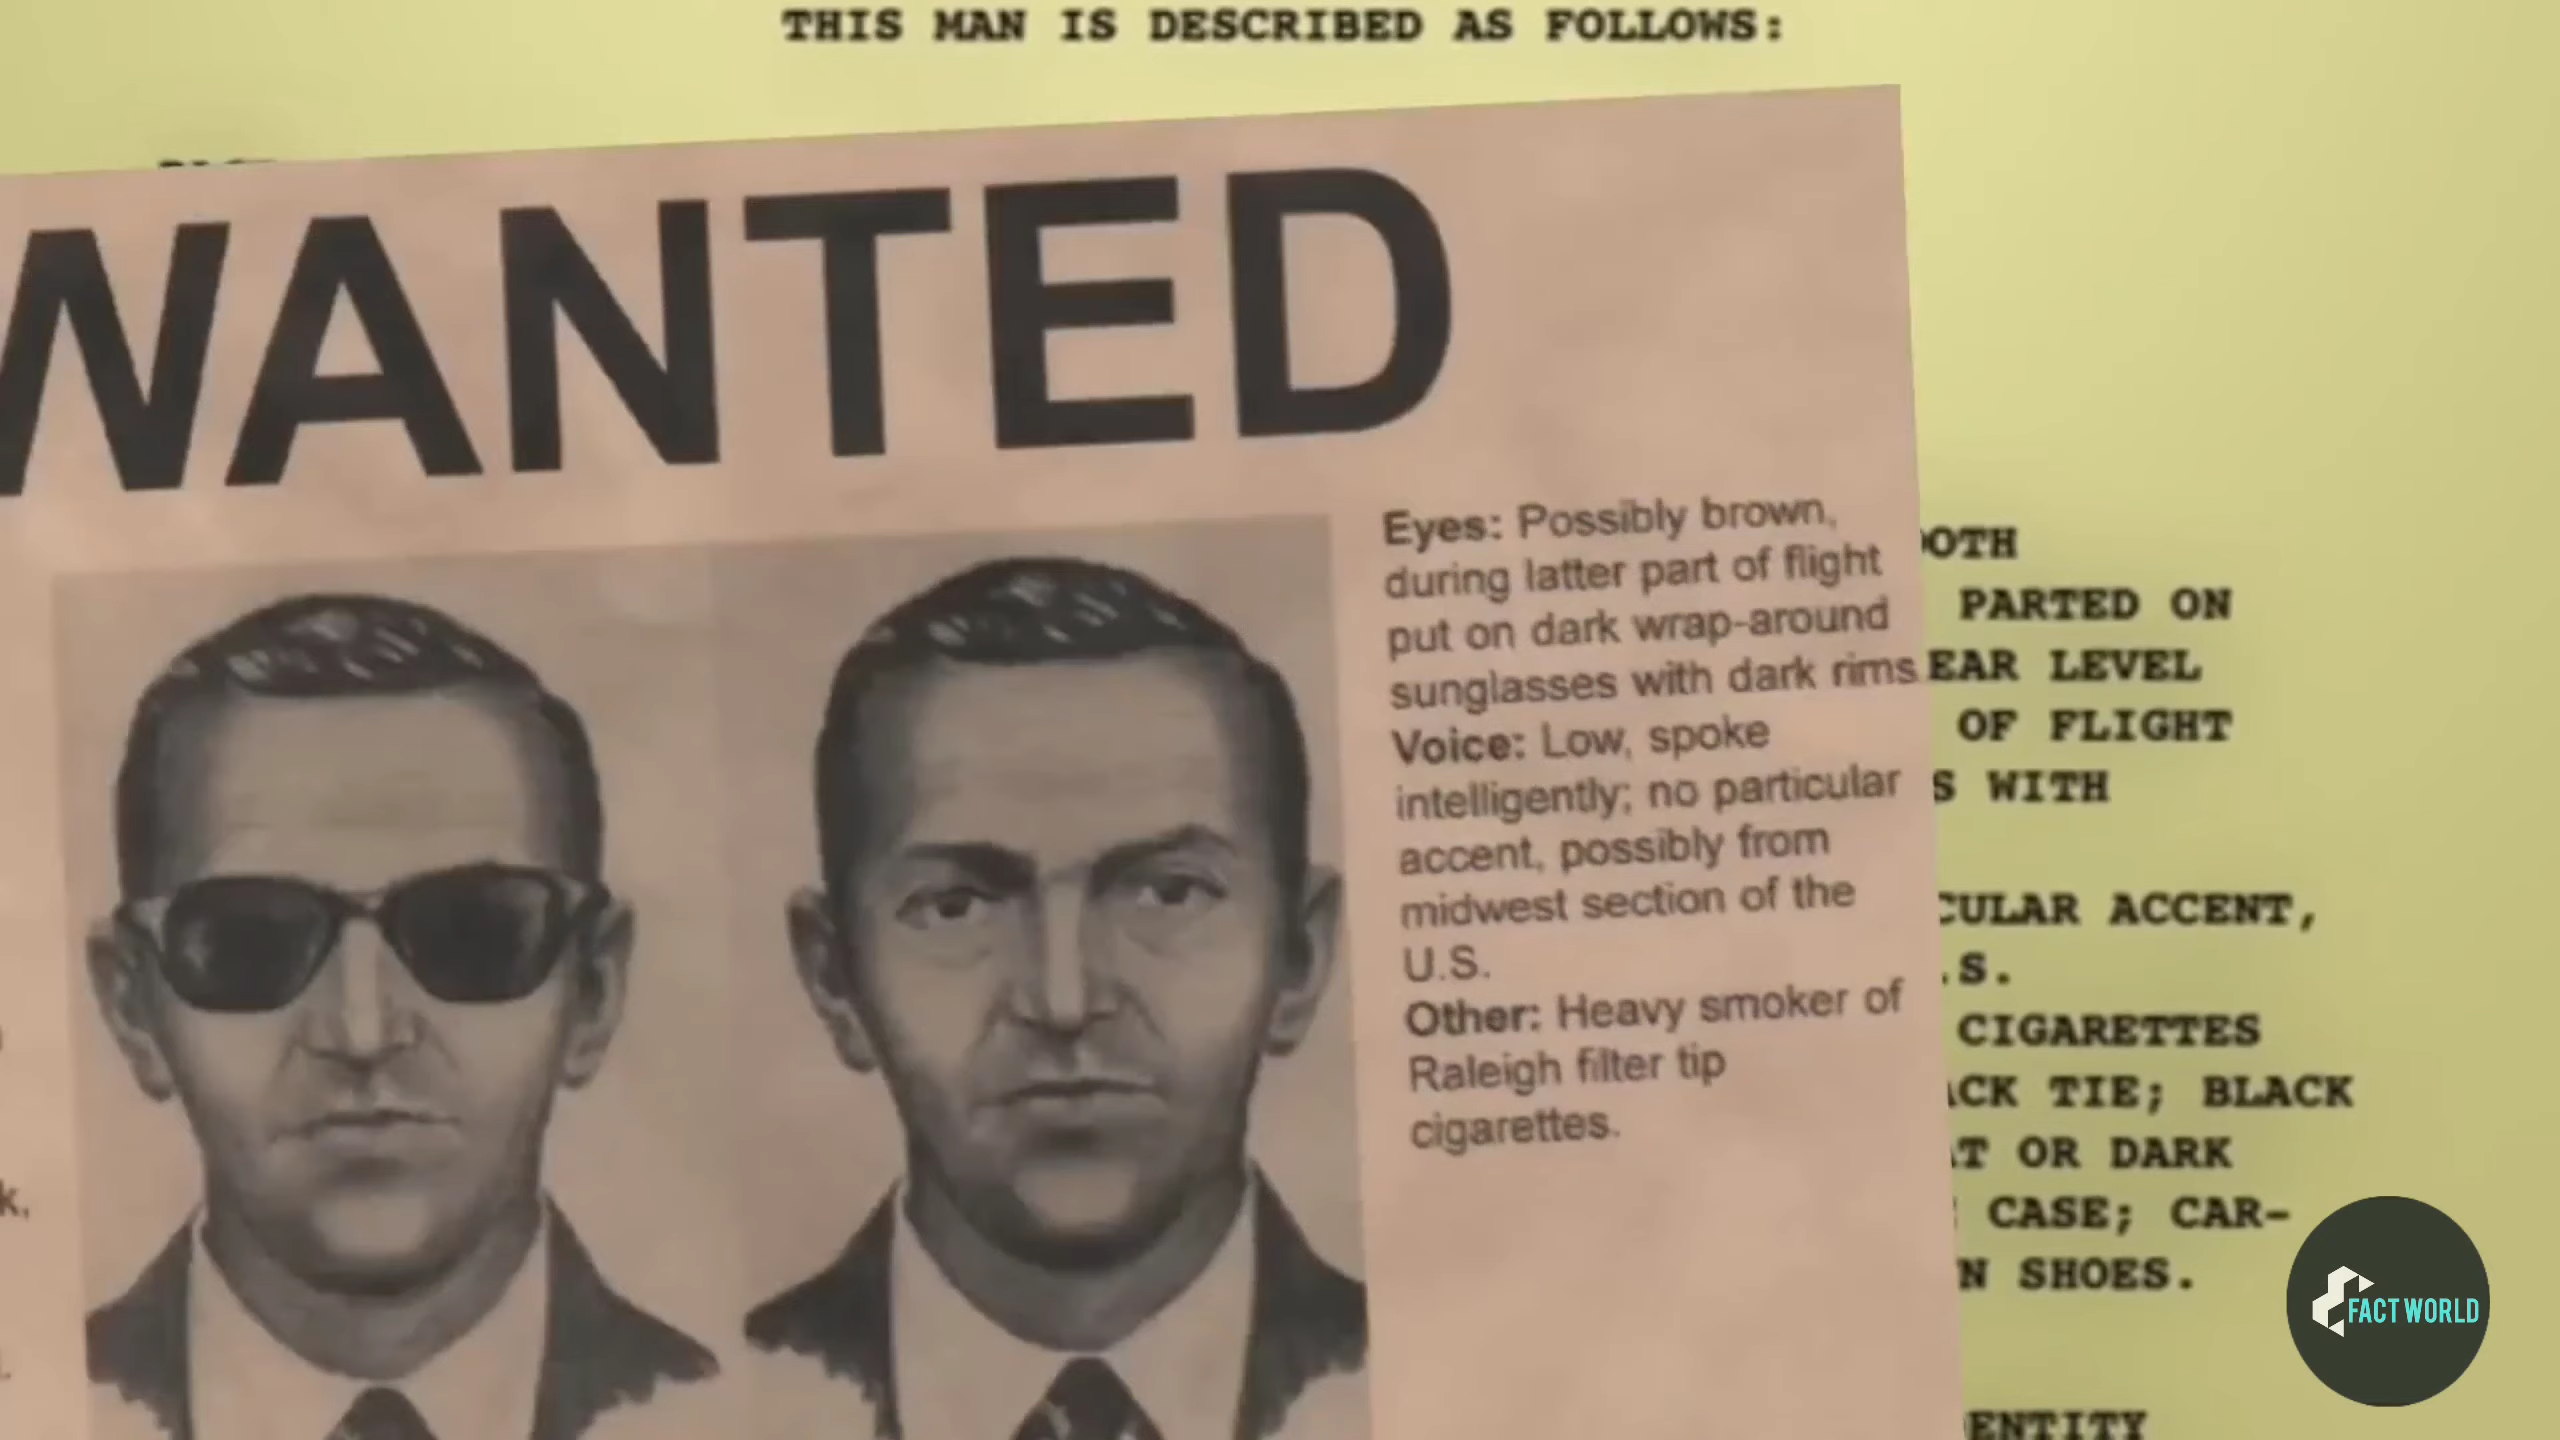 THIS MAN IS DESCRIBED AS FOLLOWS:
WANTED
Eyes: Possibly brown,
during latter part of flight
put on dark wrap-around
sunglasses with dark rims
Voice: Low, spoke
intelligently; no particular
accent, possibly from
midwest section of the
U.S.
Other: Heavy smoker of
Raleigh filter tip
cigarettes.
k,
OTH
PARTED ON
EAR LEVEL
OF FLIGHT
S WITH
CULAR ACCENT,
.S.
CIGARETTES
ACK TIE; BLACK
AT OR DARK
CASE; CAR-
N SHOES.
ENTITY
FACT WORLD